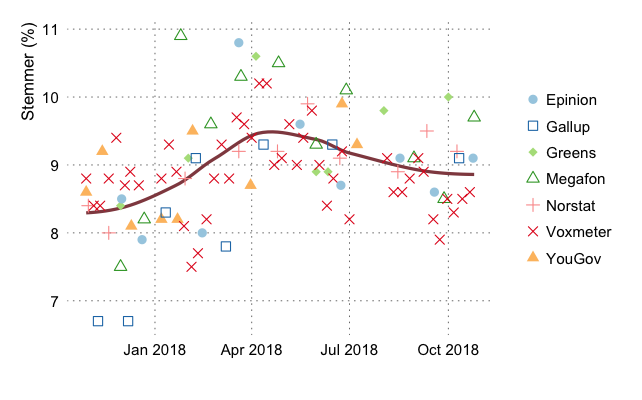 Stemmer (%)
11
10
9
8
7
Jan 2018
Apr 2018
Jul 2018
Oct 2018
Epinion
Gallup
Greens
Megafon
Norstat
Voxmeter
YouGov